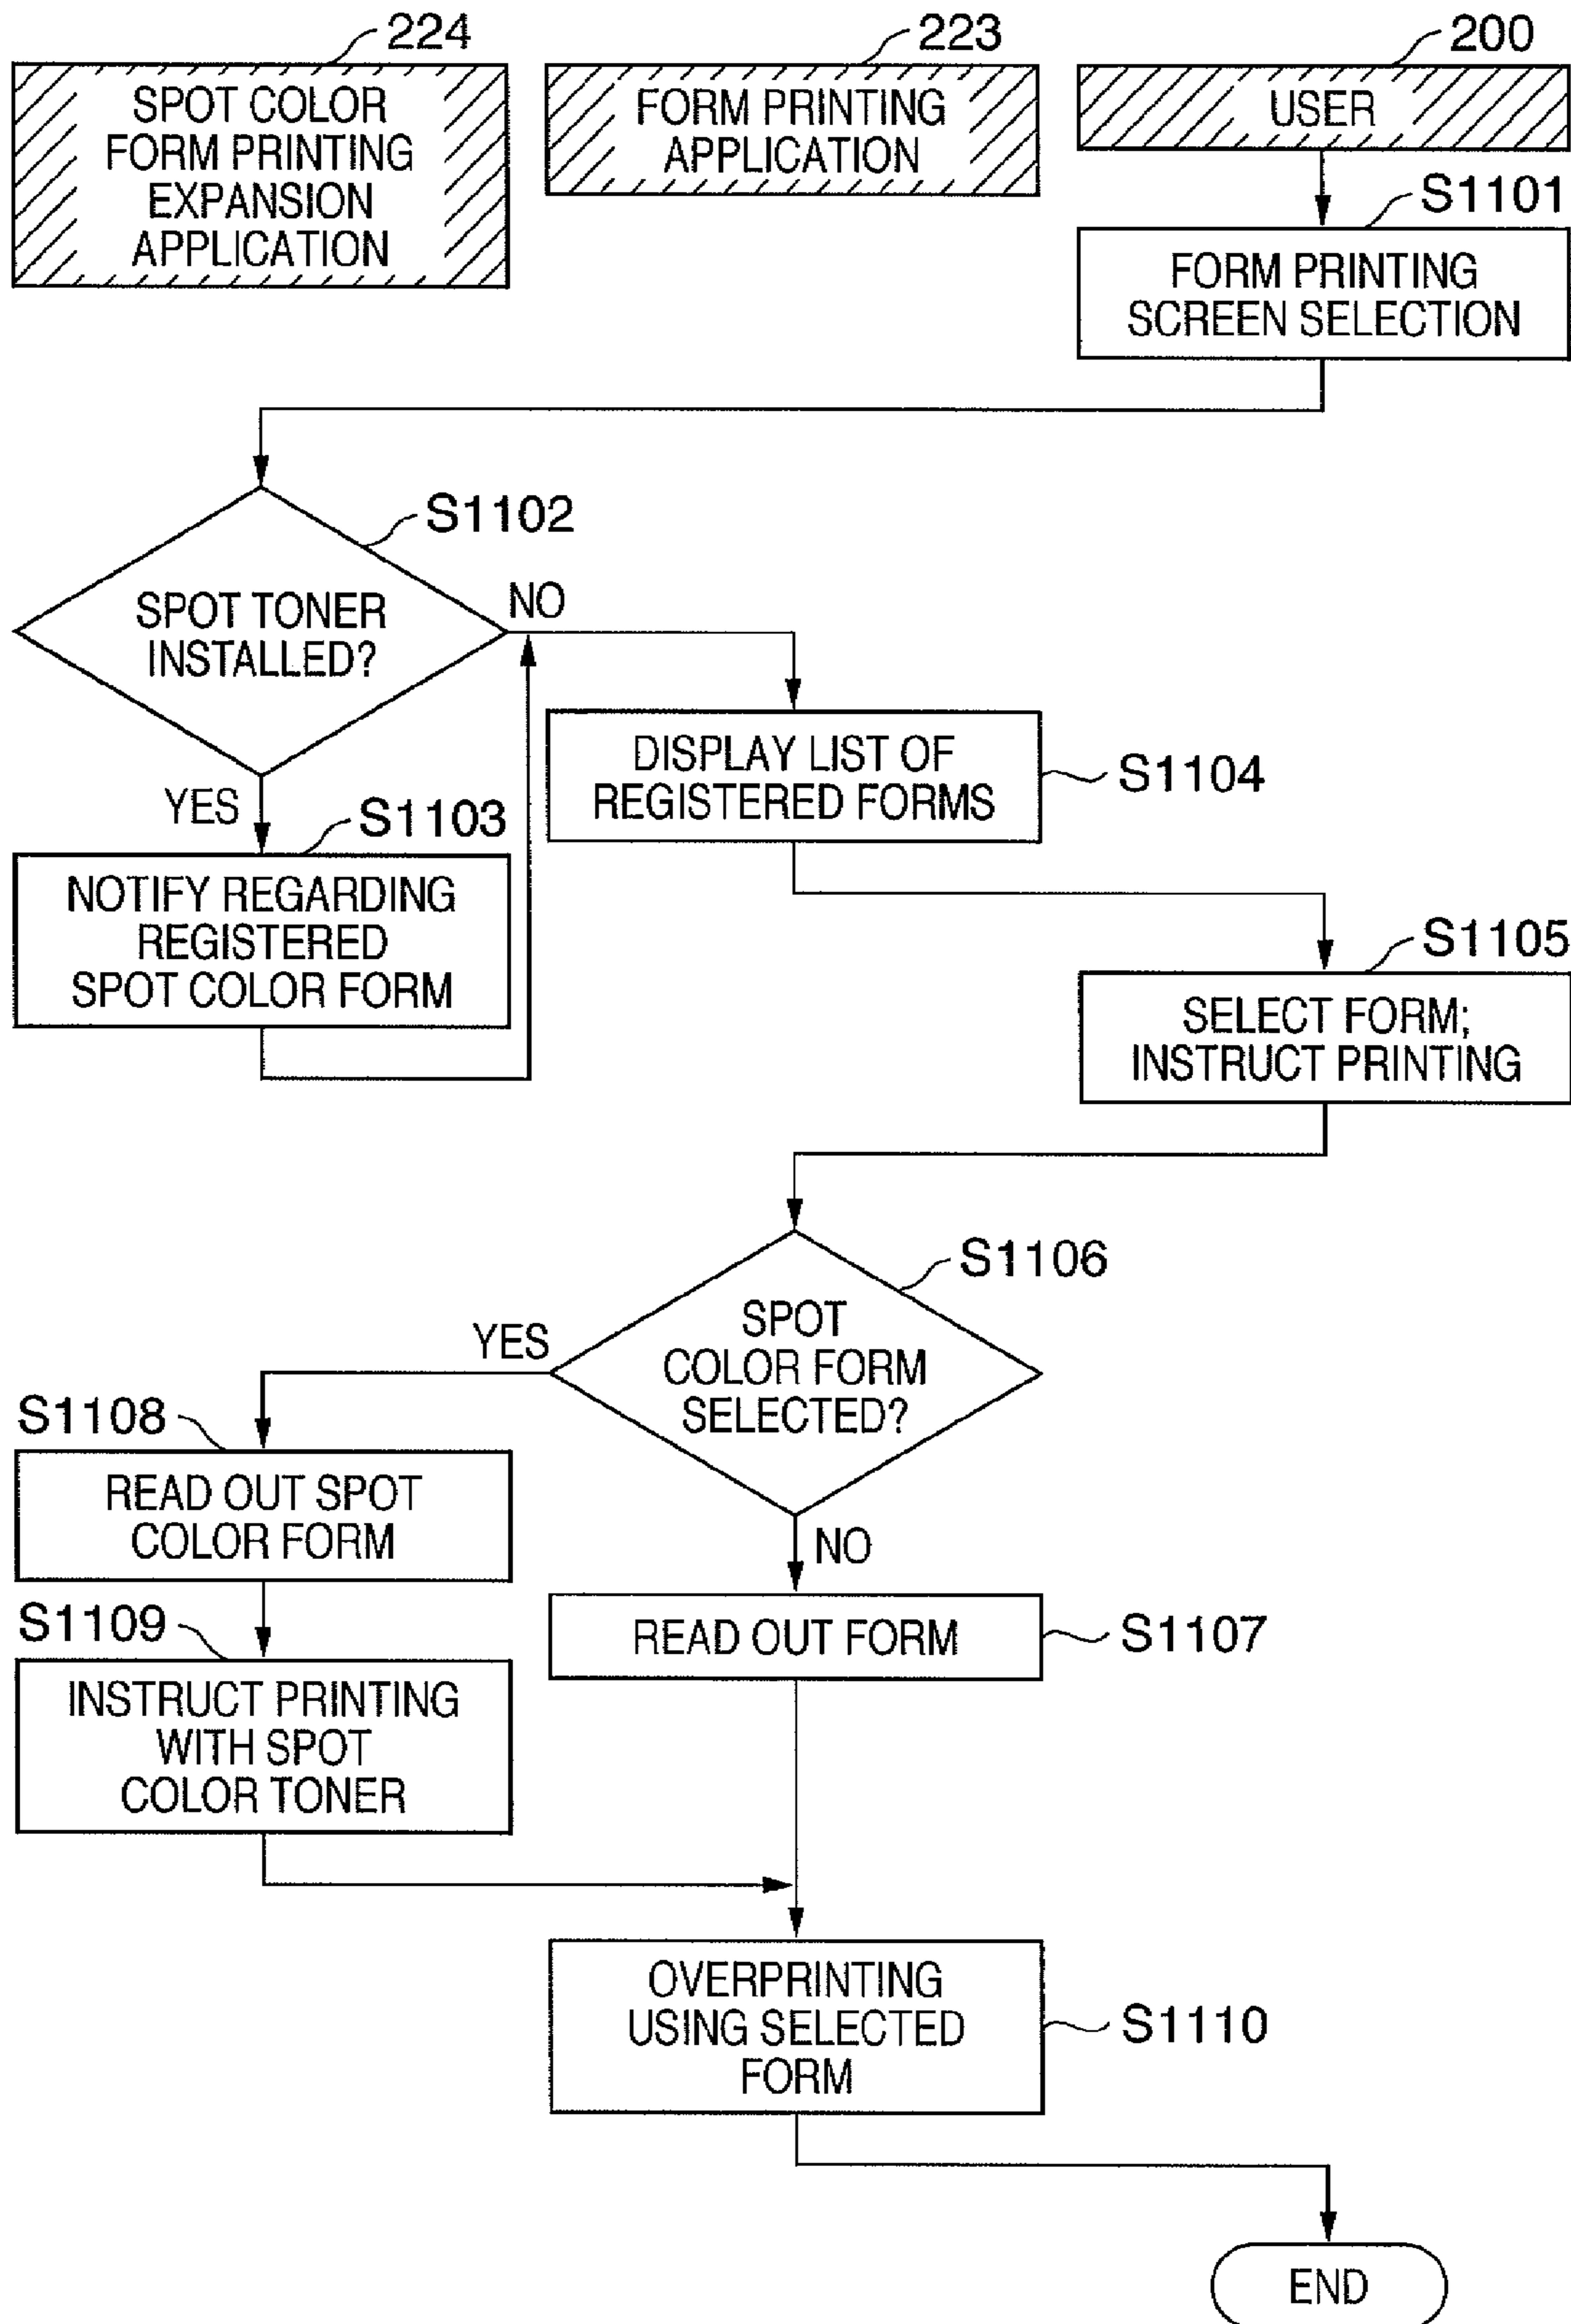 224
SPOT COLOR
FORM PRINTING
EXPANSION
APPLICATION
223
FORM PRINTING
APPLICATION
200
USER
S1101
FORM PRINTING
SCREEN SELECTION
S1102
SPOT TONER
INSTALLED?
NO
YES
S1103
NOTIFY REGARDING
REGISTERED
SPOT COLOR FORM
DISPLAY LIST OF
REGISTERED FORMS
S1104
S1105
SELECT FORM;
INSTRUCT PRINTING
S1106
SPOT
COLOR FORM
SELECTED?
YES
NO
S1108
READ OUT SPOT
COLOR FORM
READ OUT FORM
S1107
S1109
INSTRUCT PRINTING
WITH SPOT
COLOR TONER
OVERPRINTING
USING SELECTED
FORM
S1110
END